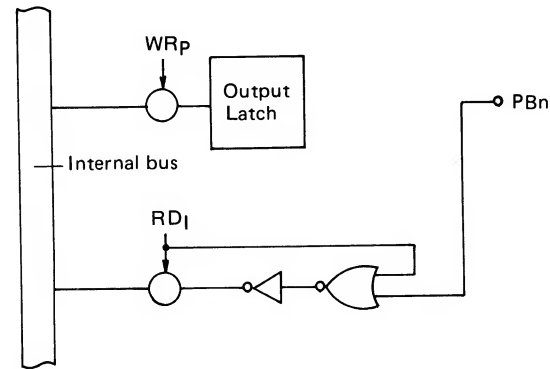 WRP
Output
Latch
PBn
Internal bus
RDI